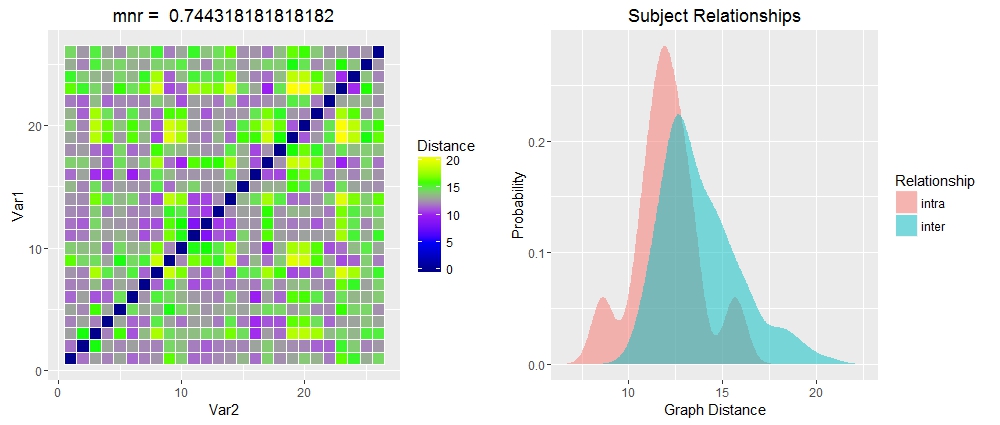 mnr = 0.744318181818182
Var1
20
10
0
0
10
20
Var2
Distance
20
15
10
5
0
Subject Relationships
Probability
0.2
0.1
0.0
10
15
20
Graph Distance
Relationship
intra
inter